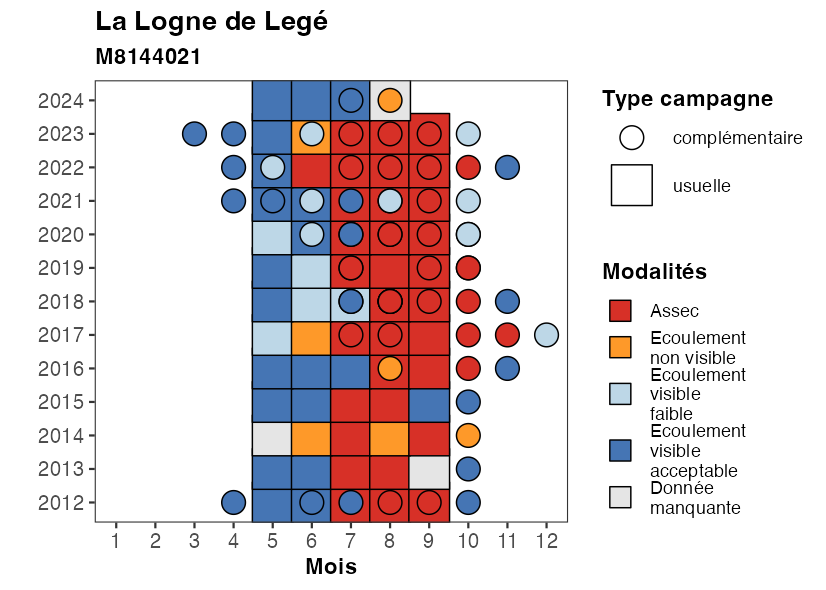 La Logne de Legé
M8144021
2024
2023
2022
2021
2020
2019
2018
2017
2016
2015
2014
2013
2012
1 2 3 4 5 6 7 8 9 10 11 12
Mois
Type campagne
complémentaire
usuelle
Modalités
Assec
Ecoulement
non visible
Ecoulement
visible
faible
Ecoulement
visible
acceptable
Donnée
manquante